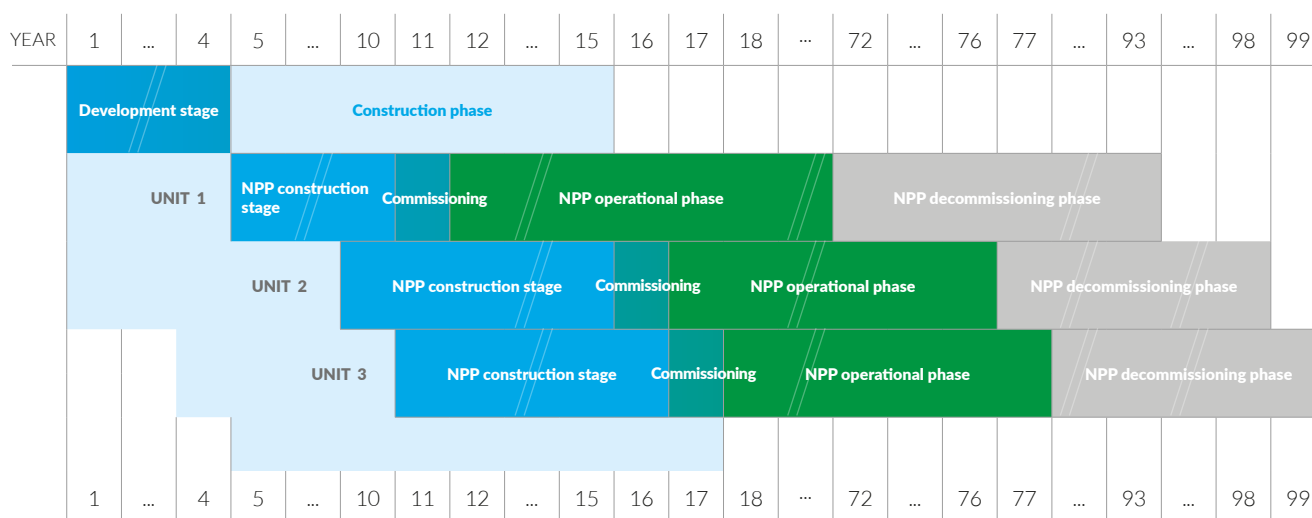 YEAR 1 ... 4 5 ... 10 11 12 ... 15 16 17 18 ... 72 ... 76 77 ... 93 ... 98 99
Development stage Construction phase
UNIT 1 NPP construction
stage Commissioning NPP operational phase NPP decommissioning phase
UNIT 2 NPP construction stage Commissioning NPP operational phase NPP decommissioning phase
UNIT 3 NPP construction stage Commissioning NPP operational phase NPP decommissioning phase
1 ... 4 5 ... 10 11 12 ... 15 16 17 18 ... 72 ... 76 77 ... 93 ... 98 99